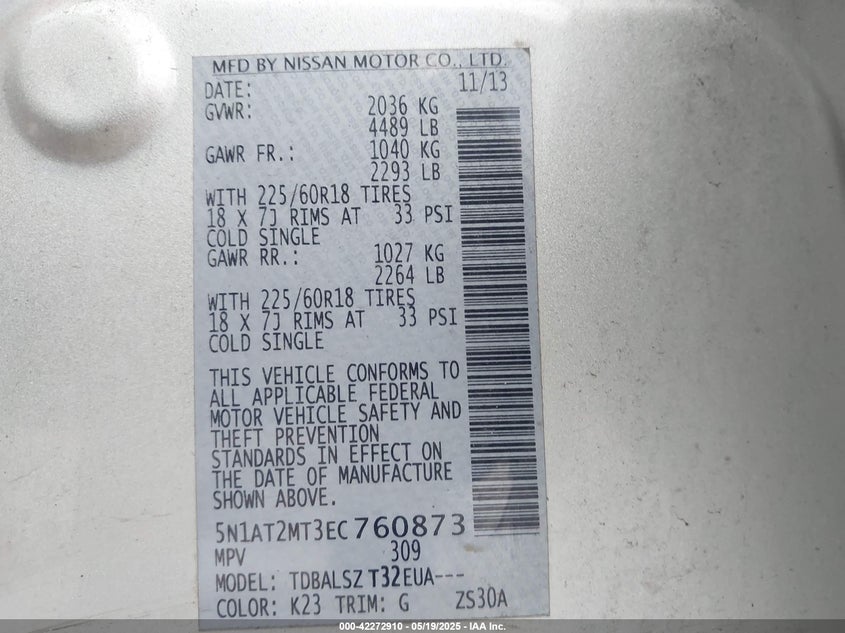 MFD BY NISSAN MOTOR CO., LTD.
DATE: 11/13
GVWR: 2036 KG
4489 LB
GAWR FR.: 1040 KG
2293 LB
WITH 225/60R18 TIRES
18 X 7J RIMS AT 33 PSI
COLD SINGLE
GAWR RR.: 1027 KG
2264 LB
WITH 225/60R18 TIRES
18 X 7J RIMS AT 33 PSI
COLD SINGLE
THIS VEHICLE CONFORMS TO
ALL APPLICABLE FEDERAL
MOTOR VEHICLE SAFETY AND
THEFT PREVENTION
STANDARDS IN EFFECT ON
THE DATE OF MANUFACTURE
SHOWN ABOVE.
5N1AT2MT3EC760873
MPV 309
MODEL: TDBALSZ T32EUA---
COLOR: K23 TRIM: G ZS30A
000-42272910 - 05/19/2025 - IAA Inc.